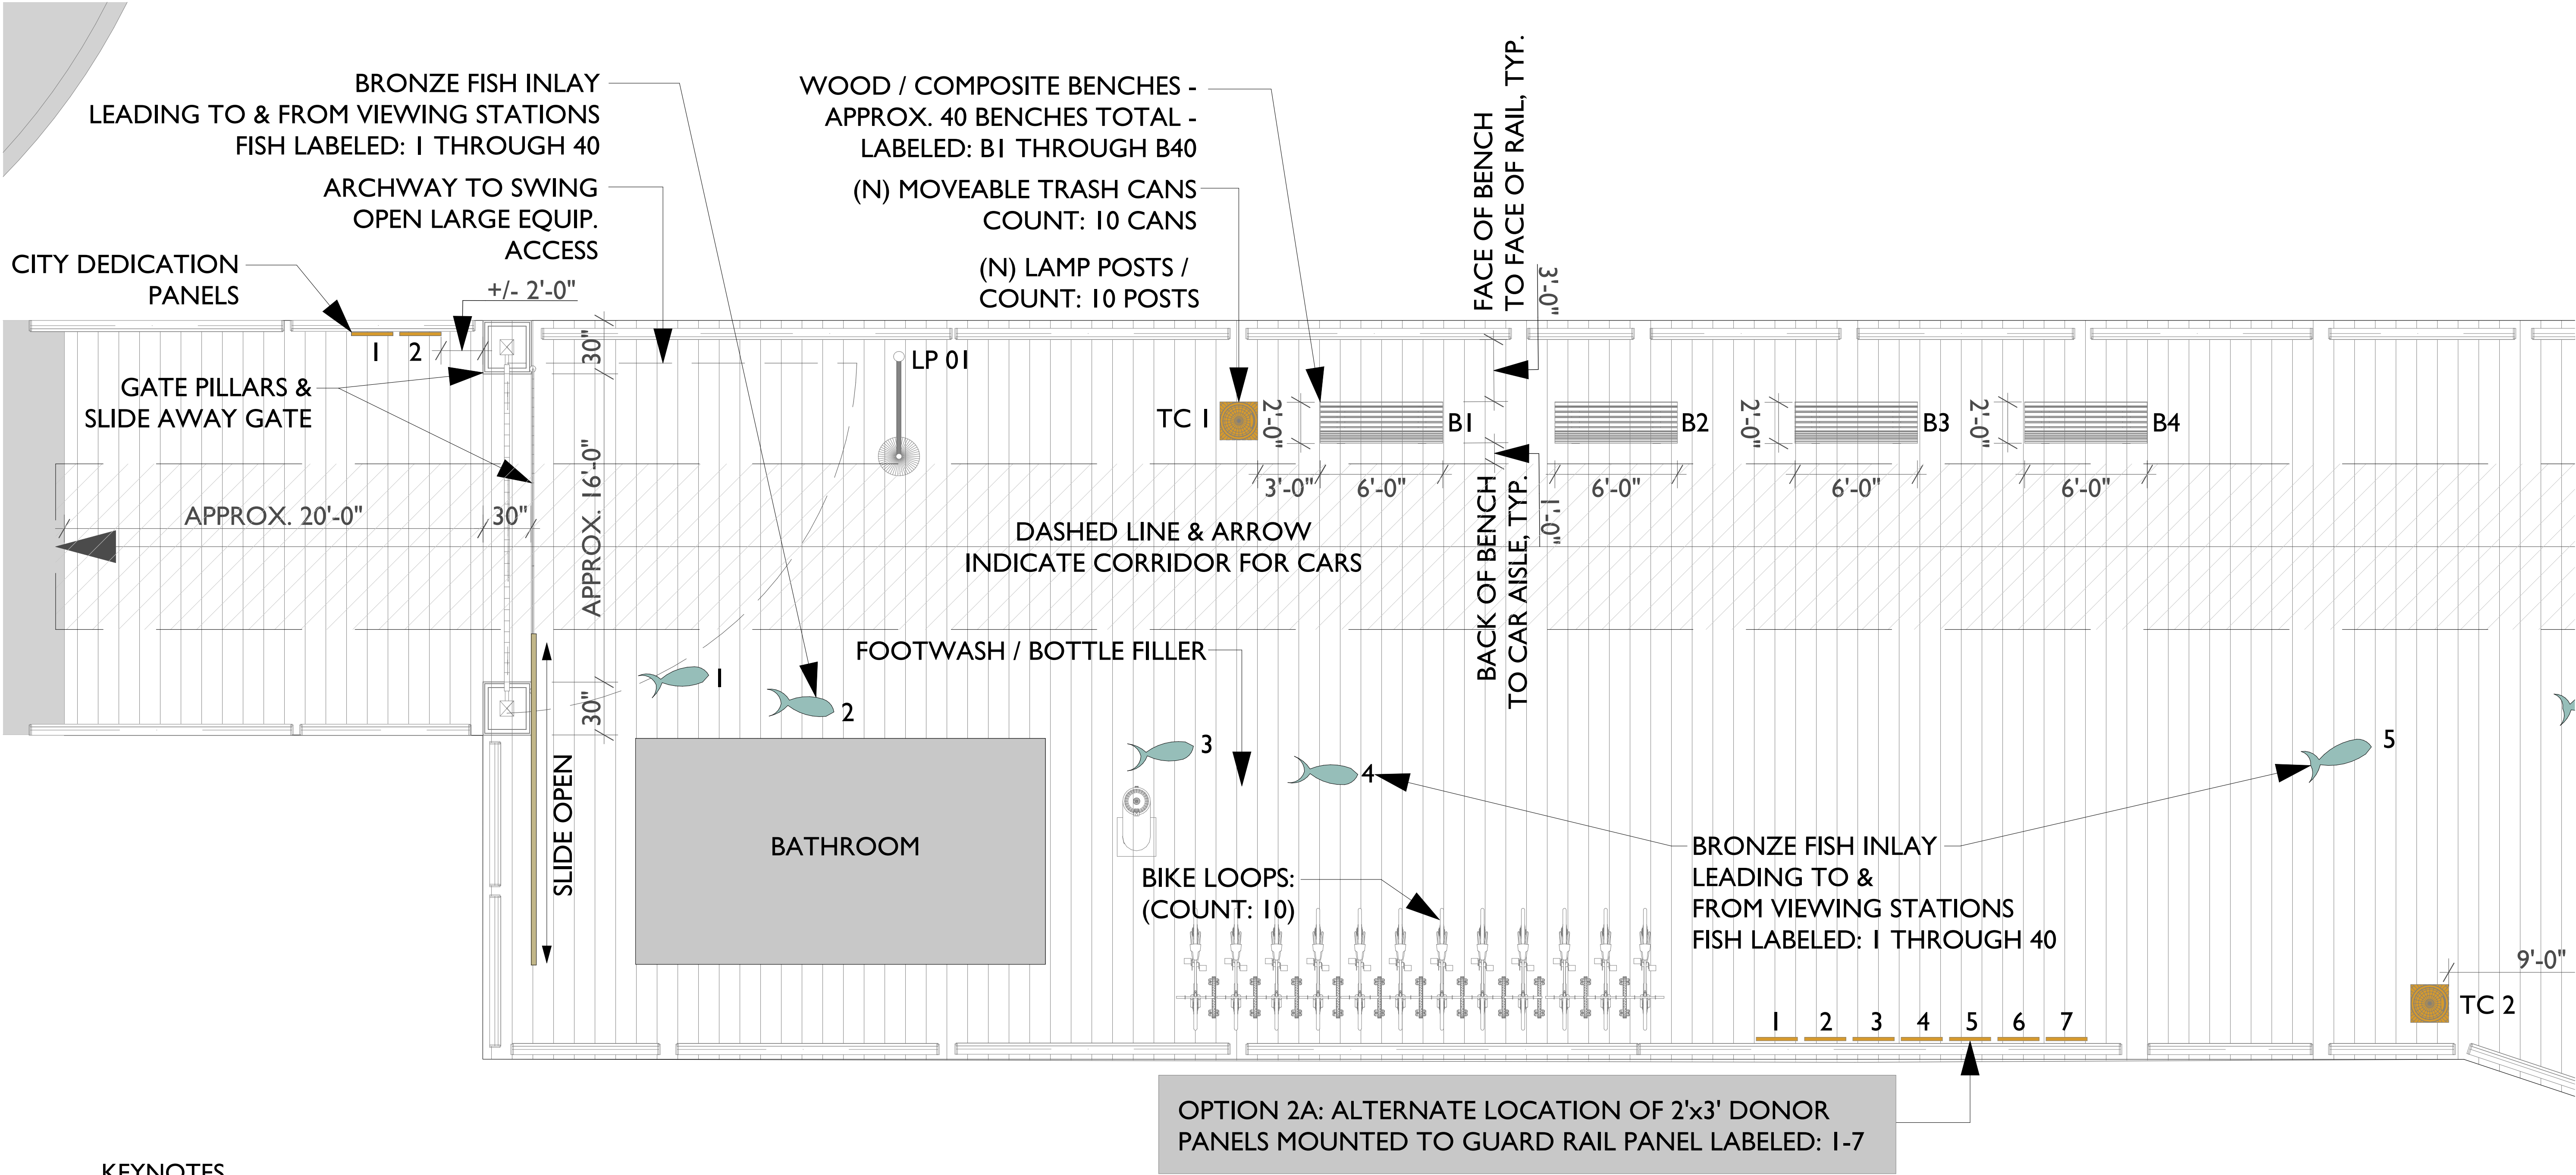 BRONZE FISH INLAY
LEADING TO & FROM VIEWING STATIONS
FISH LABELED: 1 THROUGH 40
ARCHWAY TO SWING
OPEN LARGE EQUIP.
ACCESS
CITY DEDICATION
PANELS
+/- 2'-0"
WOOD / COMPOSITE BENCHES -
APPROX. 40 BENCHES TOTAL -
LABELED: B1 THROUGH B40
(N) MOVEABLE TRASH CANS
COUNT: 10 CANS
(N) LAMP POSTS /
COUNT: 10 POSTS
FACE OF BENCH
TO FACE OF RAIL, TYP.
3'-0"
1
2
30"
LP 01
GATE PILLARS &
SLIDE AWAY GATE
TC 1
2'-0"
B1
B2
2'-0"
B3
2'-0"
B4
3'-0"
6'-0"
6'-0"
6'-0"
6'-0"
APPROX. 20'-0"
30"
APPROX. 16'-0"
DASHED LINE & ARROW
INDICATE CORRIDOR FOR CARS
BACK OF BENCH
TO CAR AISLE, TYP.
1'-0"
FOOTWASH / BOTTLE FILLER
1
2
30"
3
4
5
SLIDE OPEN
BATHROOM
BIKE LOOPS:
(COUNT: 10)
BRONZE FISH INLAY
LEADING TO &
FROM VIEWING STATIONS
FISH LABELED: 1 THROUGH 40
9'-0"
TC 2
1 2 3 4 5 6 7
OPTION 2A: ALTERNATE LOCATION OF 2'x3' DONOR
PANELS MOUNTED TO GUARD RAIL PANEL LABELED: 1-7
KEYNOTES